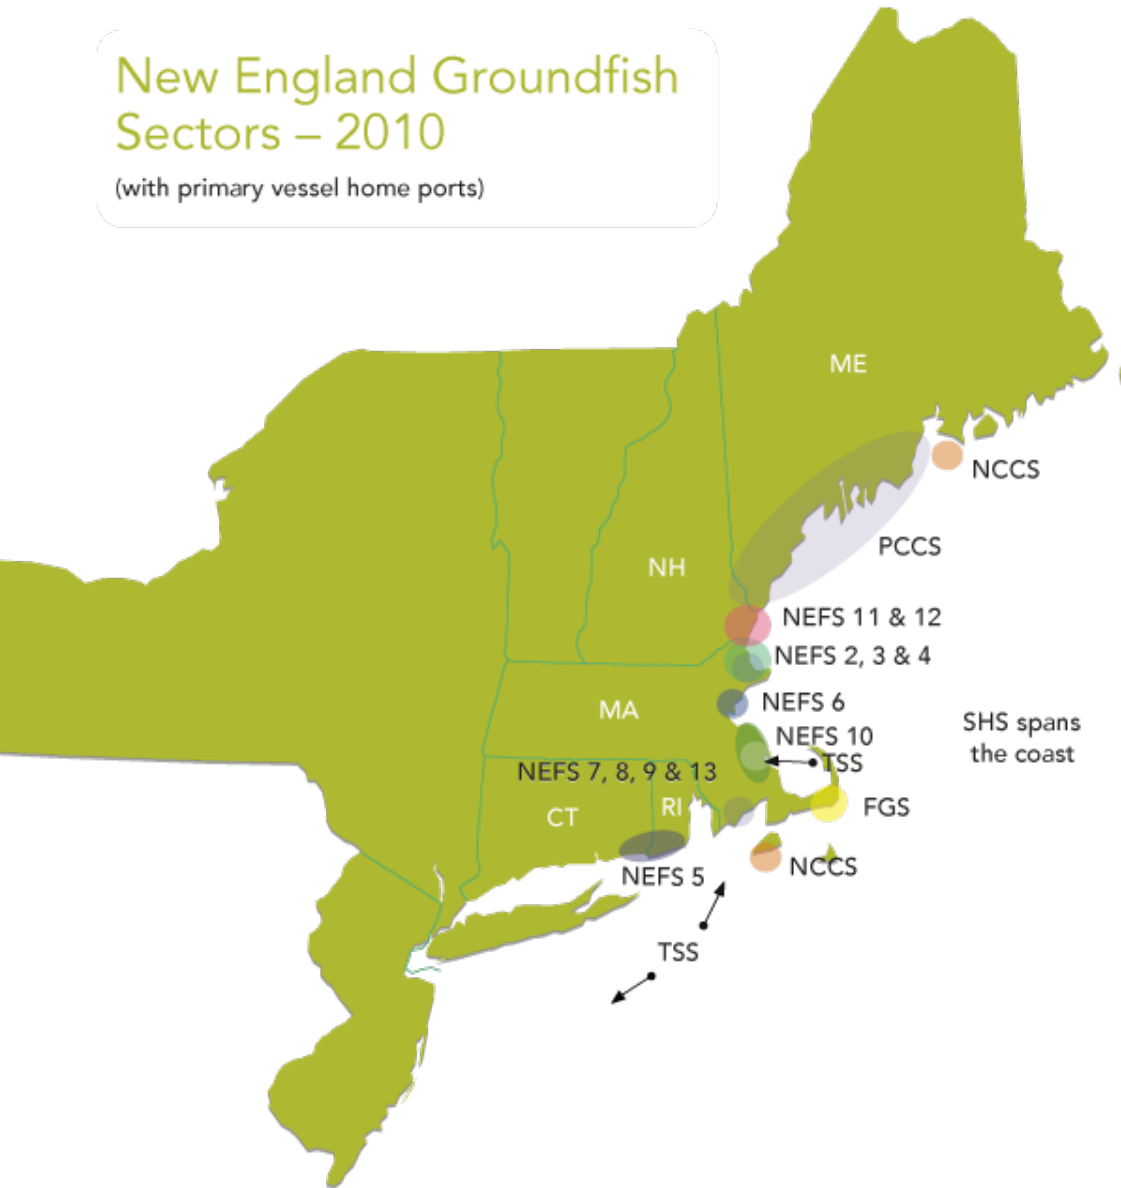 New England Groundfish
Sectors – 2010
(with primary vessel home ports)
ME
NCCS
PCCS
NH
NEFS 11 & 12
NEFS 2, 3 & 4
NEFS 6
MA
SHS spans
the coast
NEFS 10
TSS
NEFS 7, 8, 9 & 13
CT
RI
FGS
NCCS
NEFS 5
TSS